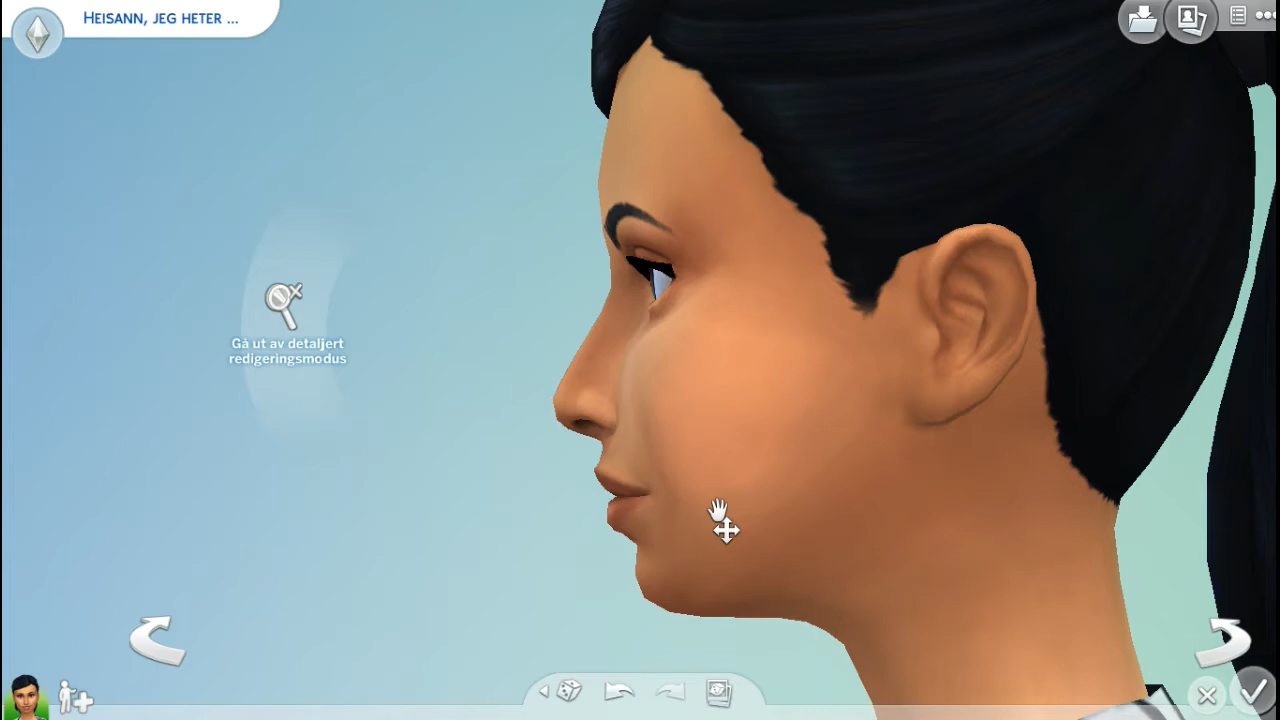 Heisann, jeg heter ...
Gå ut av detaljert
redigeringsmodus